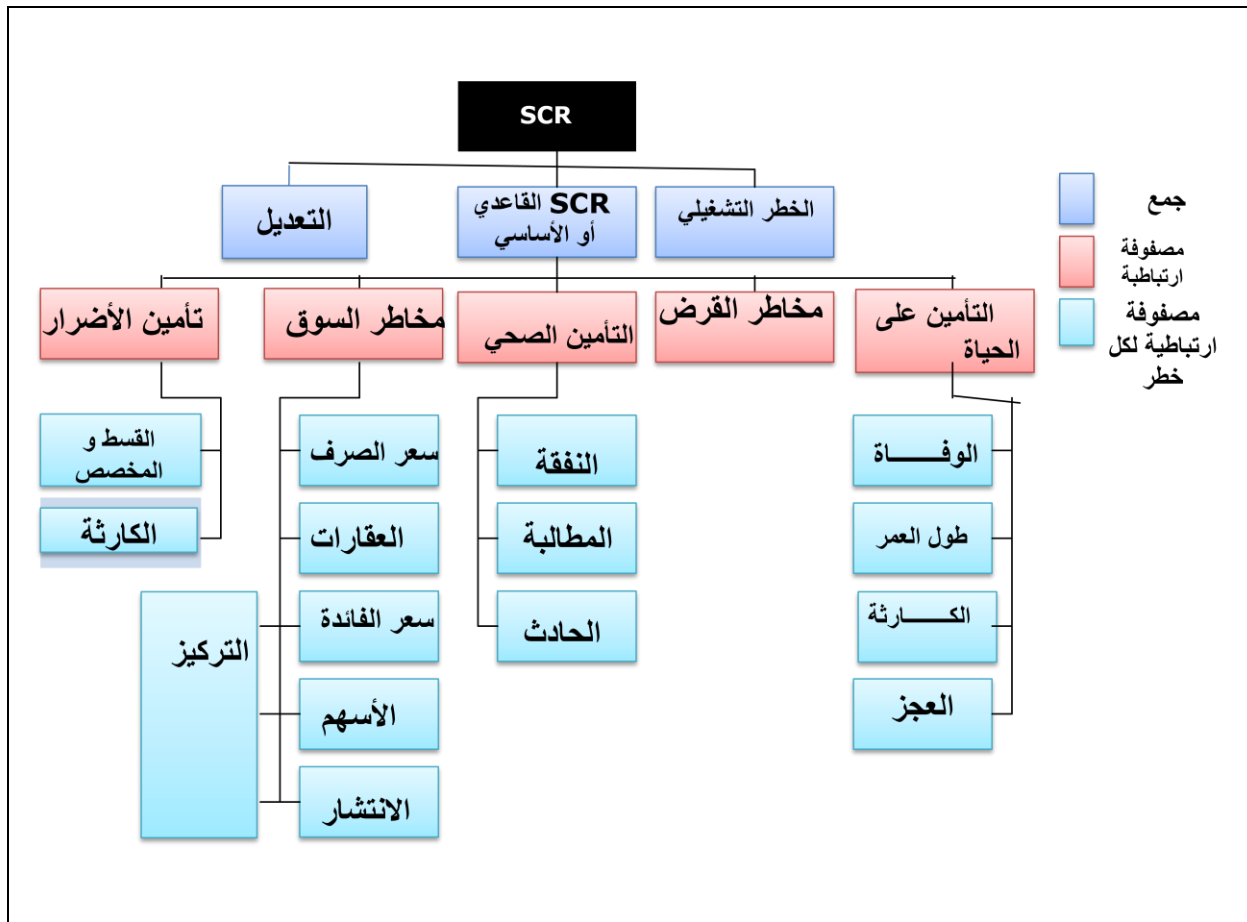 SCR
الخطر التشغيلي
SCR القاعدي
أو الأساسي
التعديل
جمع
مصفوفة
ارتباطبة
مصفوفة
ارتباطية لكل
خطر
التأمين على
الحياة
مخاطر القرض
التأمين الصحي
مخاطر السوق
تأمين الأضرار
الوفـــــــاة
طول العمر
الكـــــارثة
العجز
النفقة
المطالبة
الحادث
سعر الصرف
العقارات
سعر الفائدة
الأسهم
الانتشار
التركيز
القسط و
المخصص
الكارثة